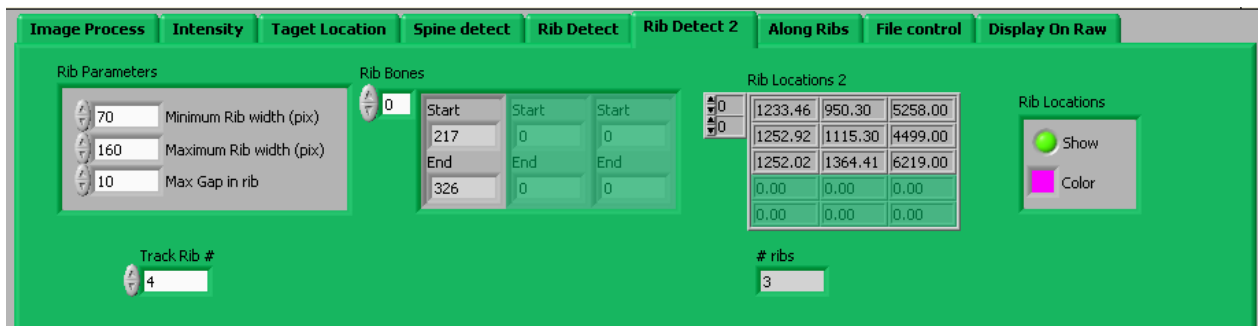 Image Process Intensity Taget Location Spine detect Rib Detect Rib Detect 2 Along Ribs File control Display On Raw
Rib Parameters
70 Minimum Rib width (pix)
160 Maximum Rib width (pix)
10 Max Gap in rib
Track Rib #
4
Rib Bones
0
Start Start Start
217 0 0
End End End
326 0 0
Rib Locations 2
0 1233.46 950.30 5258.00
0 1252.92 1115.30 4499.00
1252.02 1364.41 6219.00
0.00 0.00 0.00
0.00 0.00 0.00
# ribs
3
Rib Locations
Show
Color